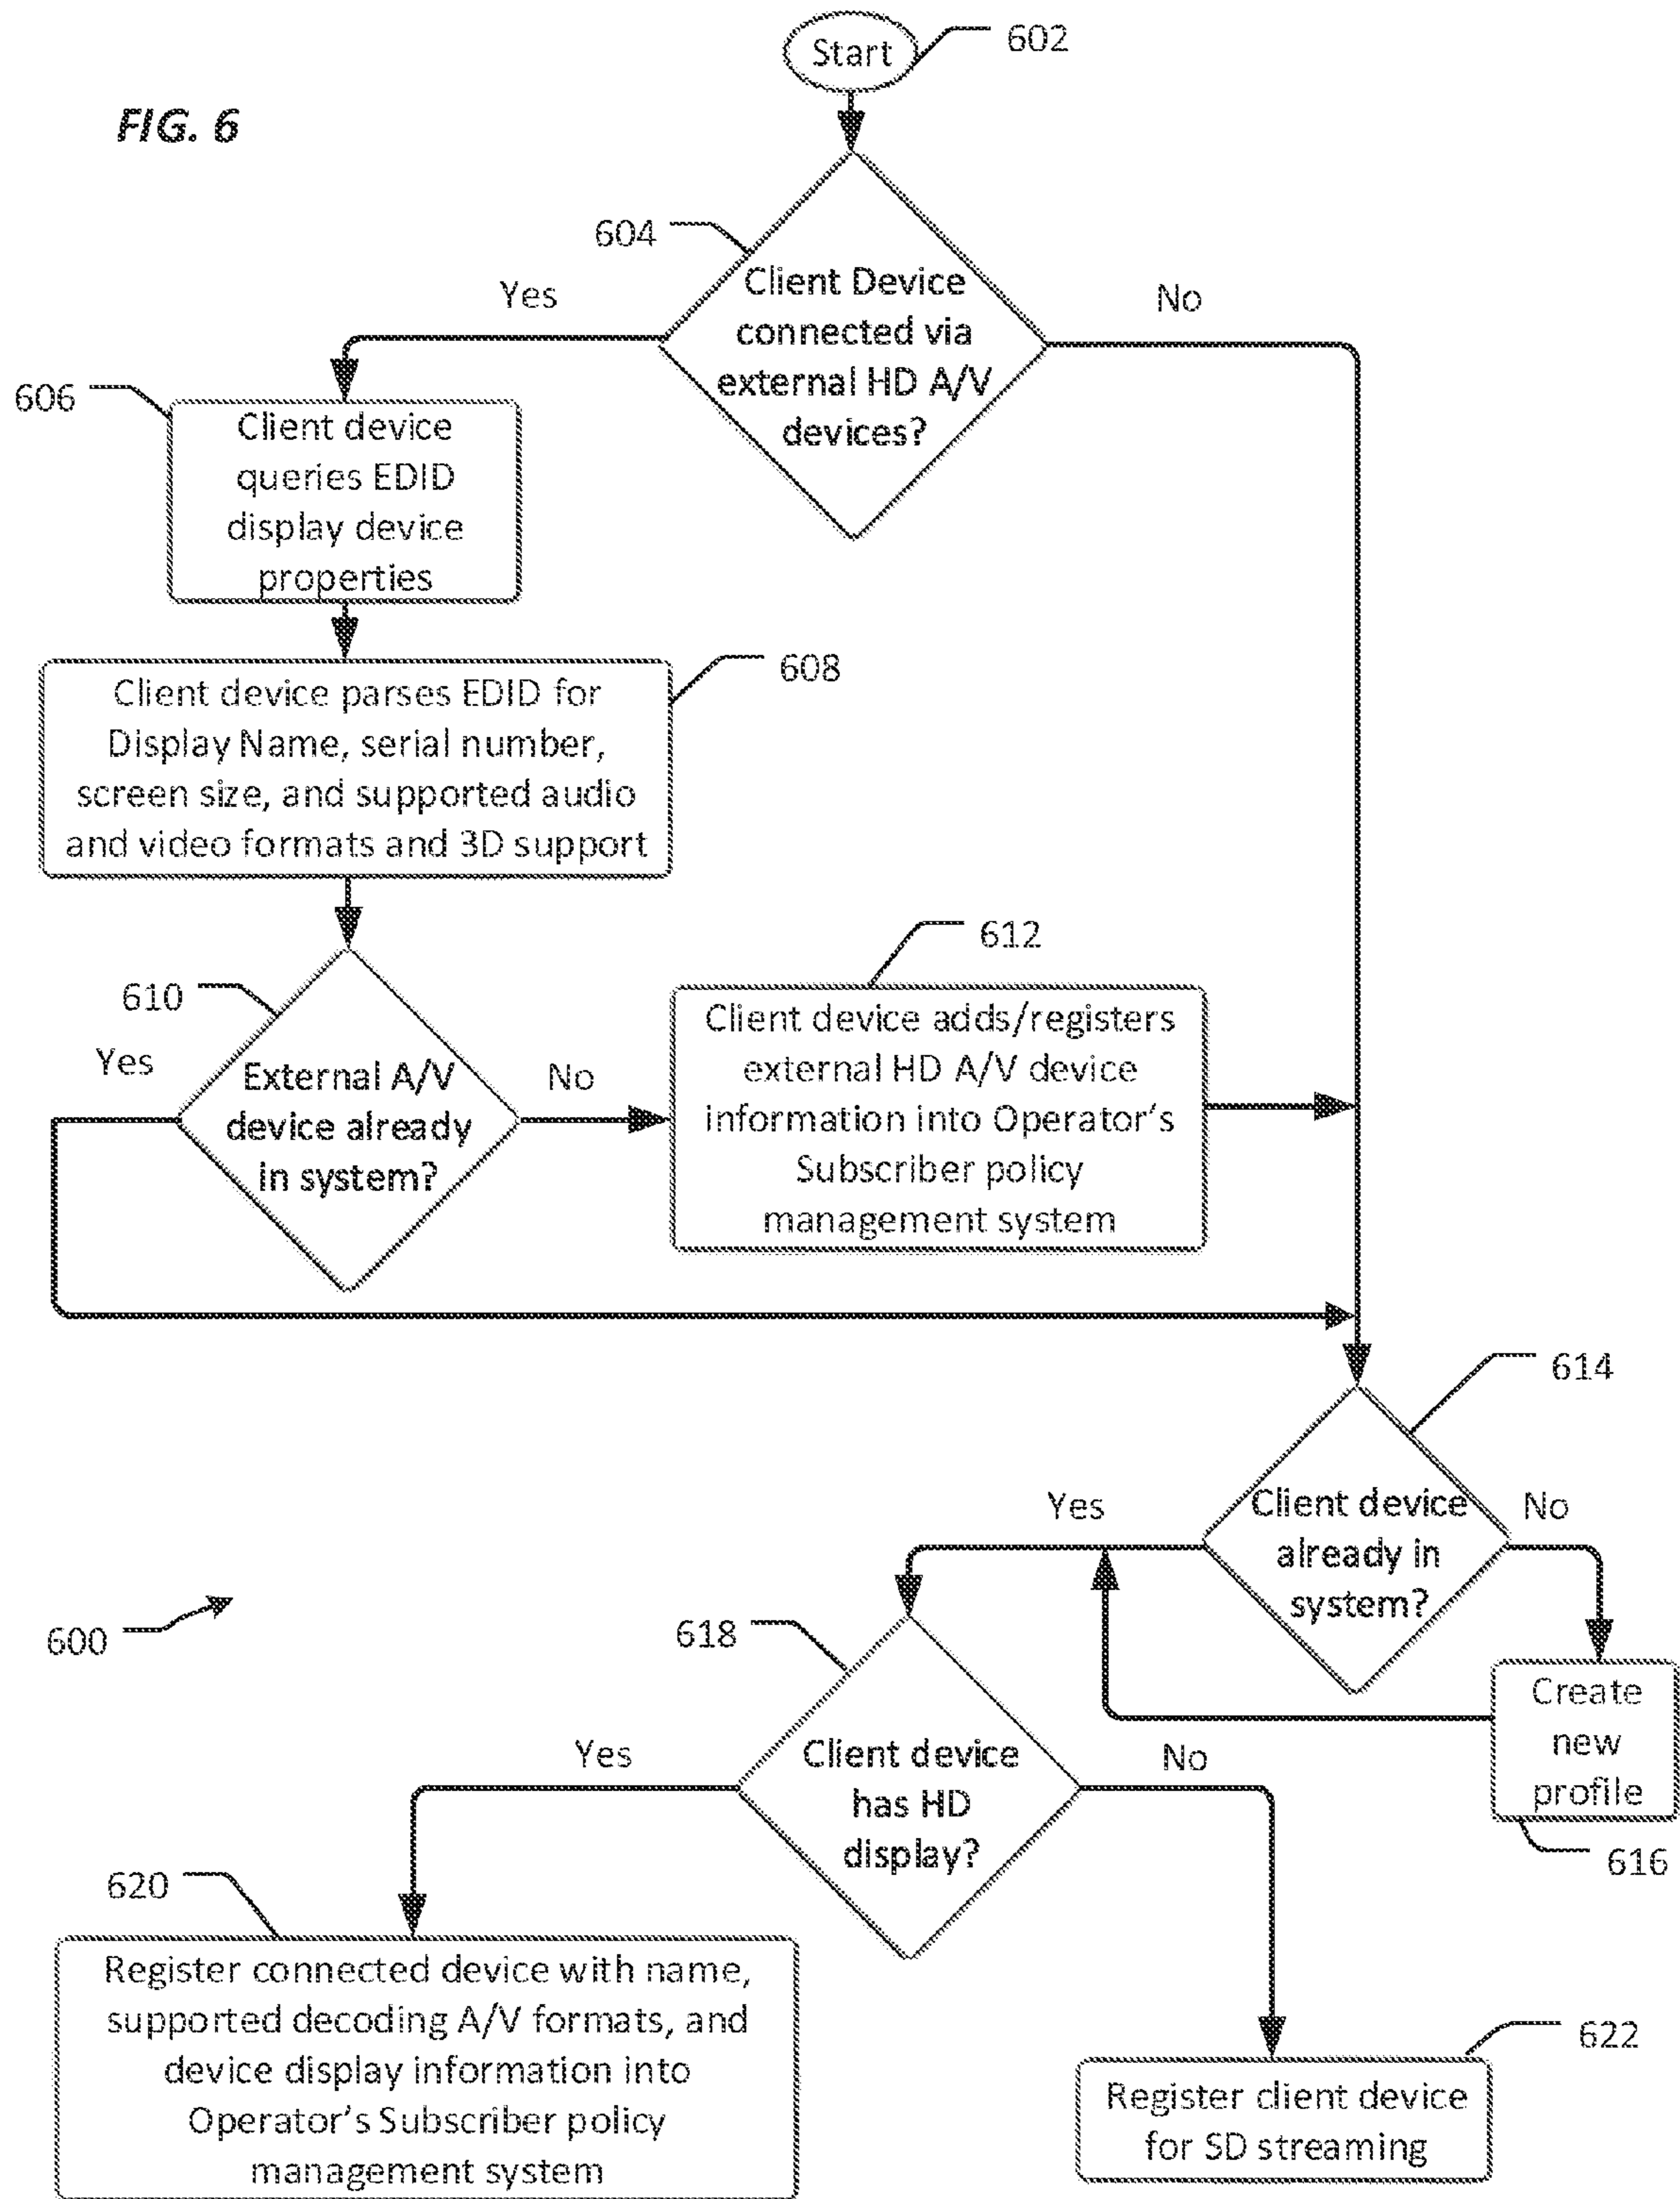 Start
602
FIG. 6
604
Client Device
connected via
external HD A/V
devices?
Yes
No
606
Client device
queries EDID
display device
properties
608
Client device parses EDID for
Display Name, serial number,
screen size, and supported audio
and video formats and 3D support
610
External A/V
device already
in system?
Yes
No
612
Client device adds/registers
external HD A/V device
information into Operator's
Subscriber policy
management system
614
Client device
already in
system?
Yes
No
600
616
Create
new
profile
618
Client device
has HD
display?
Yes
No
620
Register connected device with name,
supported decoding A/V formats, and
device display information into
Operator's Subscriber policy
management system
622
Register client device
for SD streaming